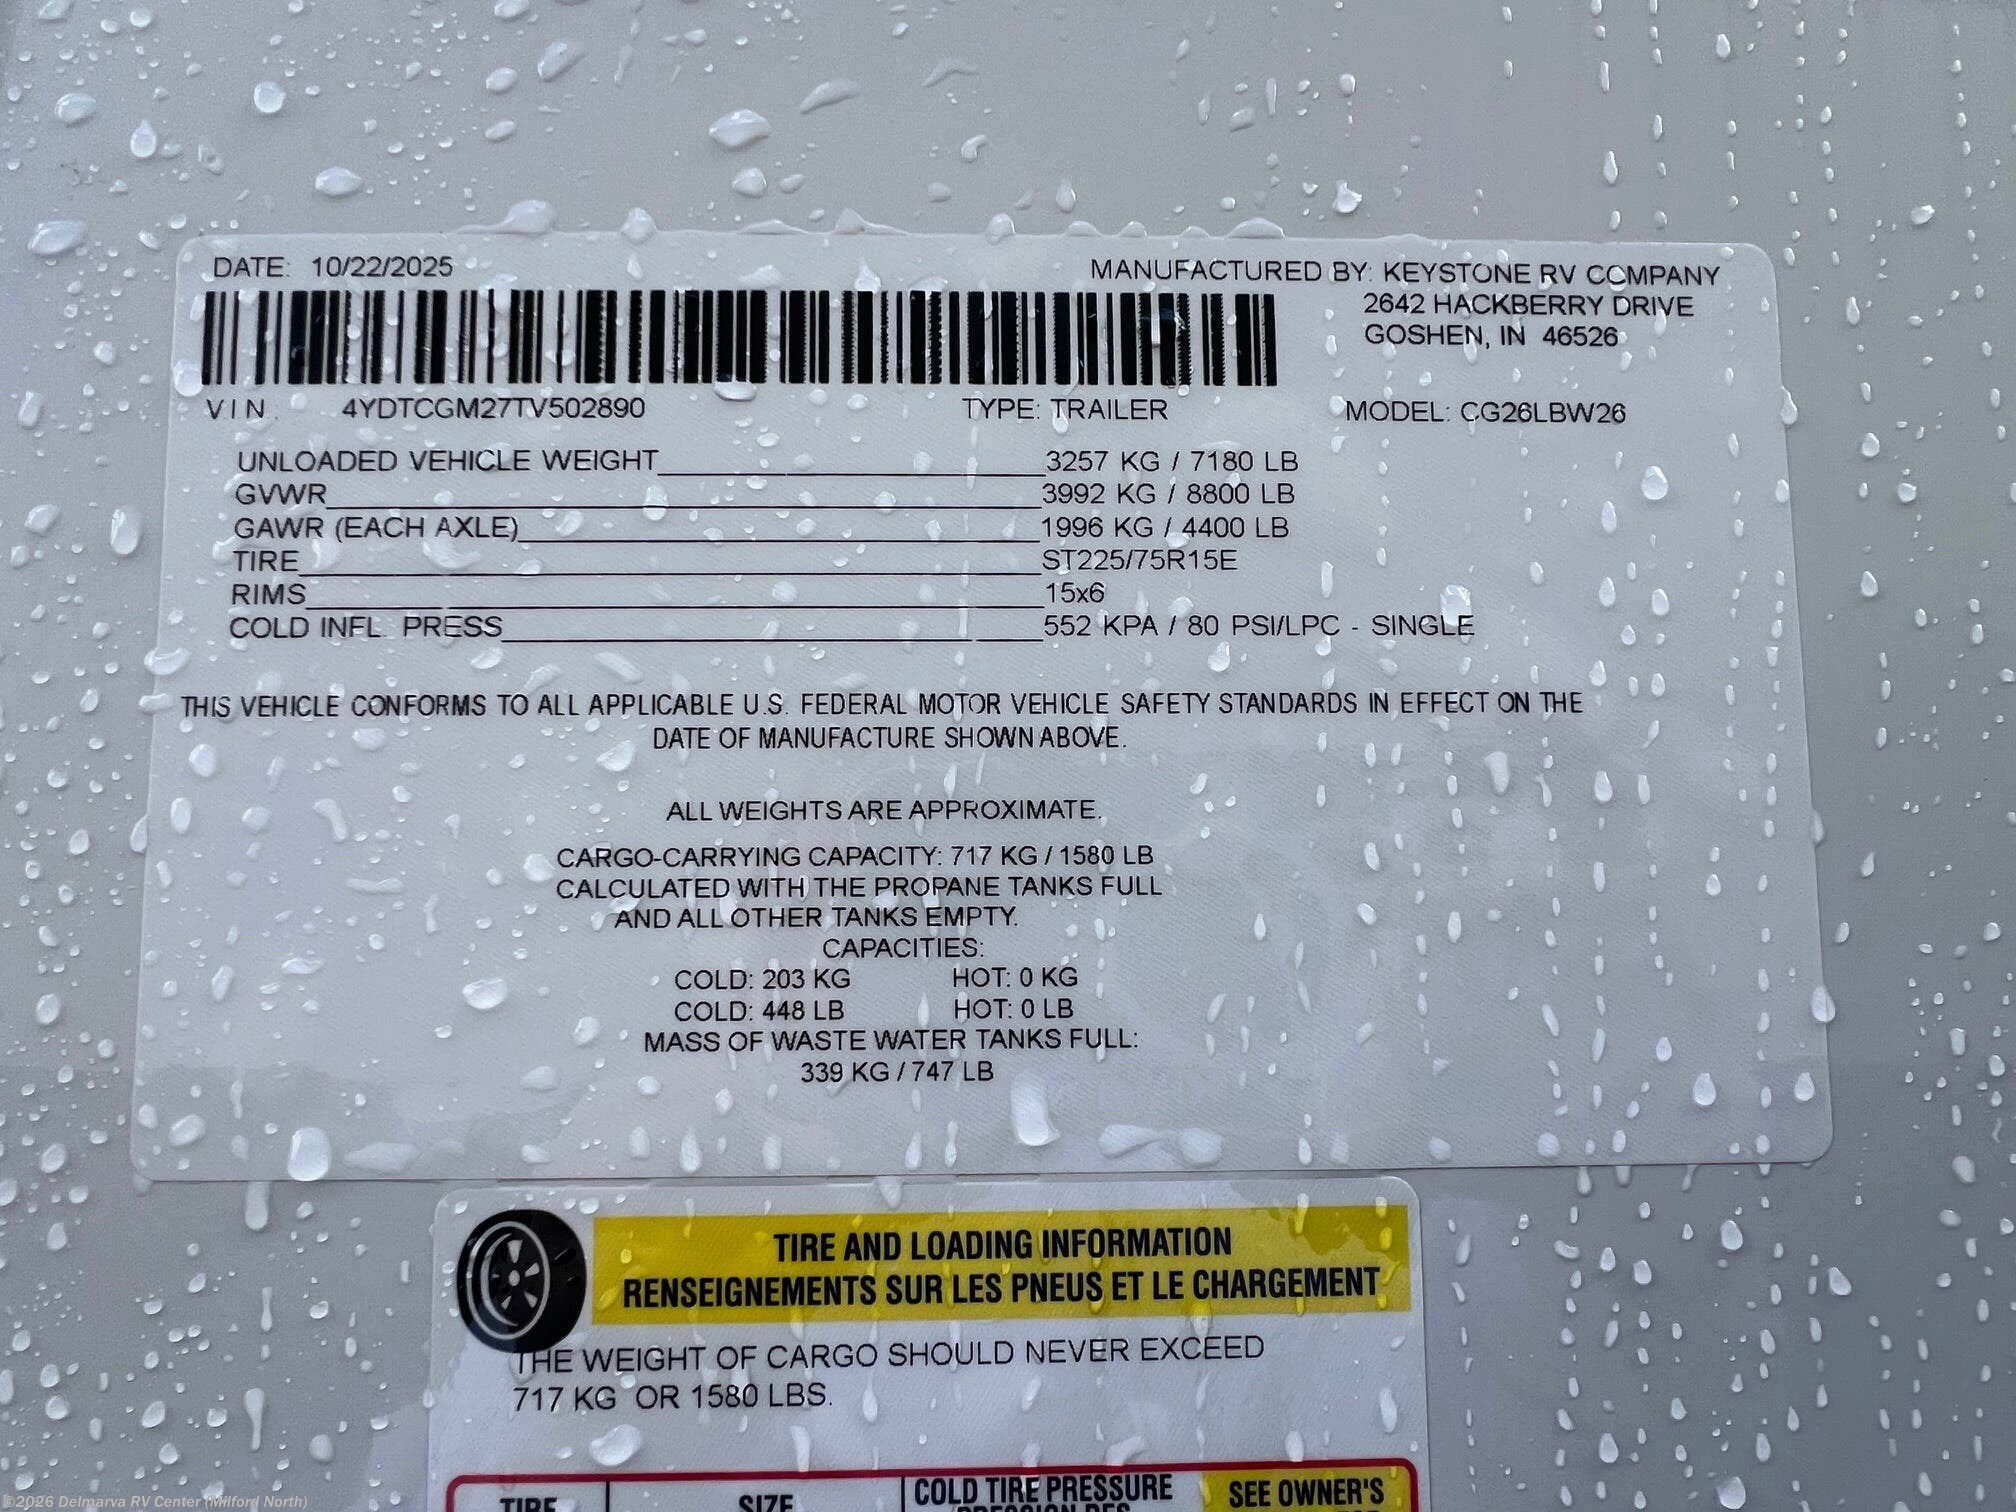 DATE: 10/22/2025
MANUFACTURED BY: KEYSTONE RV COMPANY
2642 HACKBERRY DRIVE
GOSHEN, IN 46526
VIN: 4YDTCGM27TV502890 TYPE: TRAILER MODEL: CG26LBW26
UNLOADED VEHICLE WEIGHT 3257 KG / 7180 LB
GVWR 3992 KG / 8800 LB
GAWR (EACH AXLE) 1996 KG / 4400 LB
TIRE ST225/75R15E
RIMS 15x6
COLD INFL. PRESS 552 KPA / 80 PSI/LPC - SINGLE
THIS VEHICLE CONFORMS TO ALL APPLICABLE U.S. FEDERAL MOTOR VEHICLE SAFETY STANDARDS IN EFFECT ON THE
DATE OF MANUFACTURE SHOWN ABOVE.
ALL WEIGHTS ARE APPROXIMATE.
CARGO-CARRYING CAPACITY: 717 KG / 1580 LB
CALCULATED WITH THE PROPANE TANKS FULL
AND ALL OTHER TANKS EMPTY.
CAPACITIES:
COLD: 203 KG HOT: 0 KG
COLD: 448 LB HOT: 0 LB
MASS OF WASTE WATER TANKS FULL:
339 KG / 747 LB
TIRE AND LOADING INFORMATION
RENSEIGNEMENTS SUR LES PNEUS ET LE CHARGEMENT
THE WEIGHT OF CARGO SHOULD NEVER EXCEED
717 KG OR 1580 LBS.
TIRE SIZE COLD TIRE PRESSURE SEE OWNER'S
©2026 Delmarva RV Center (Milford North)